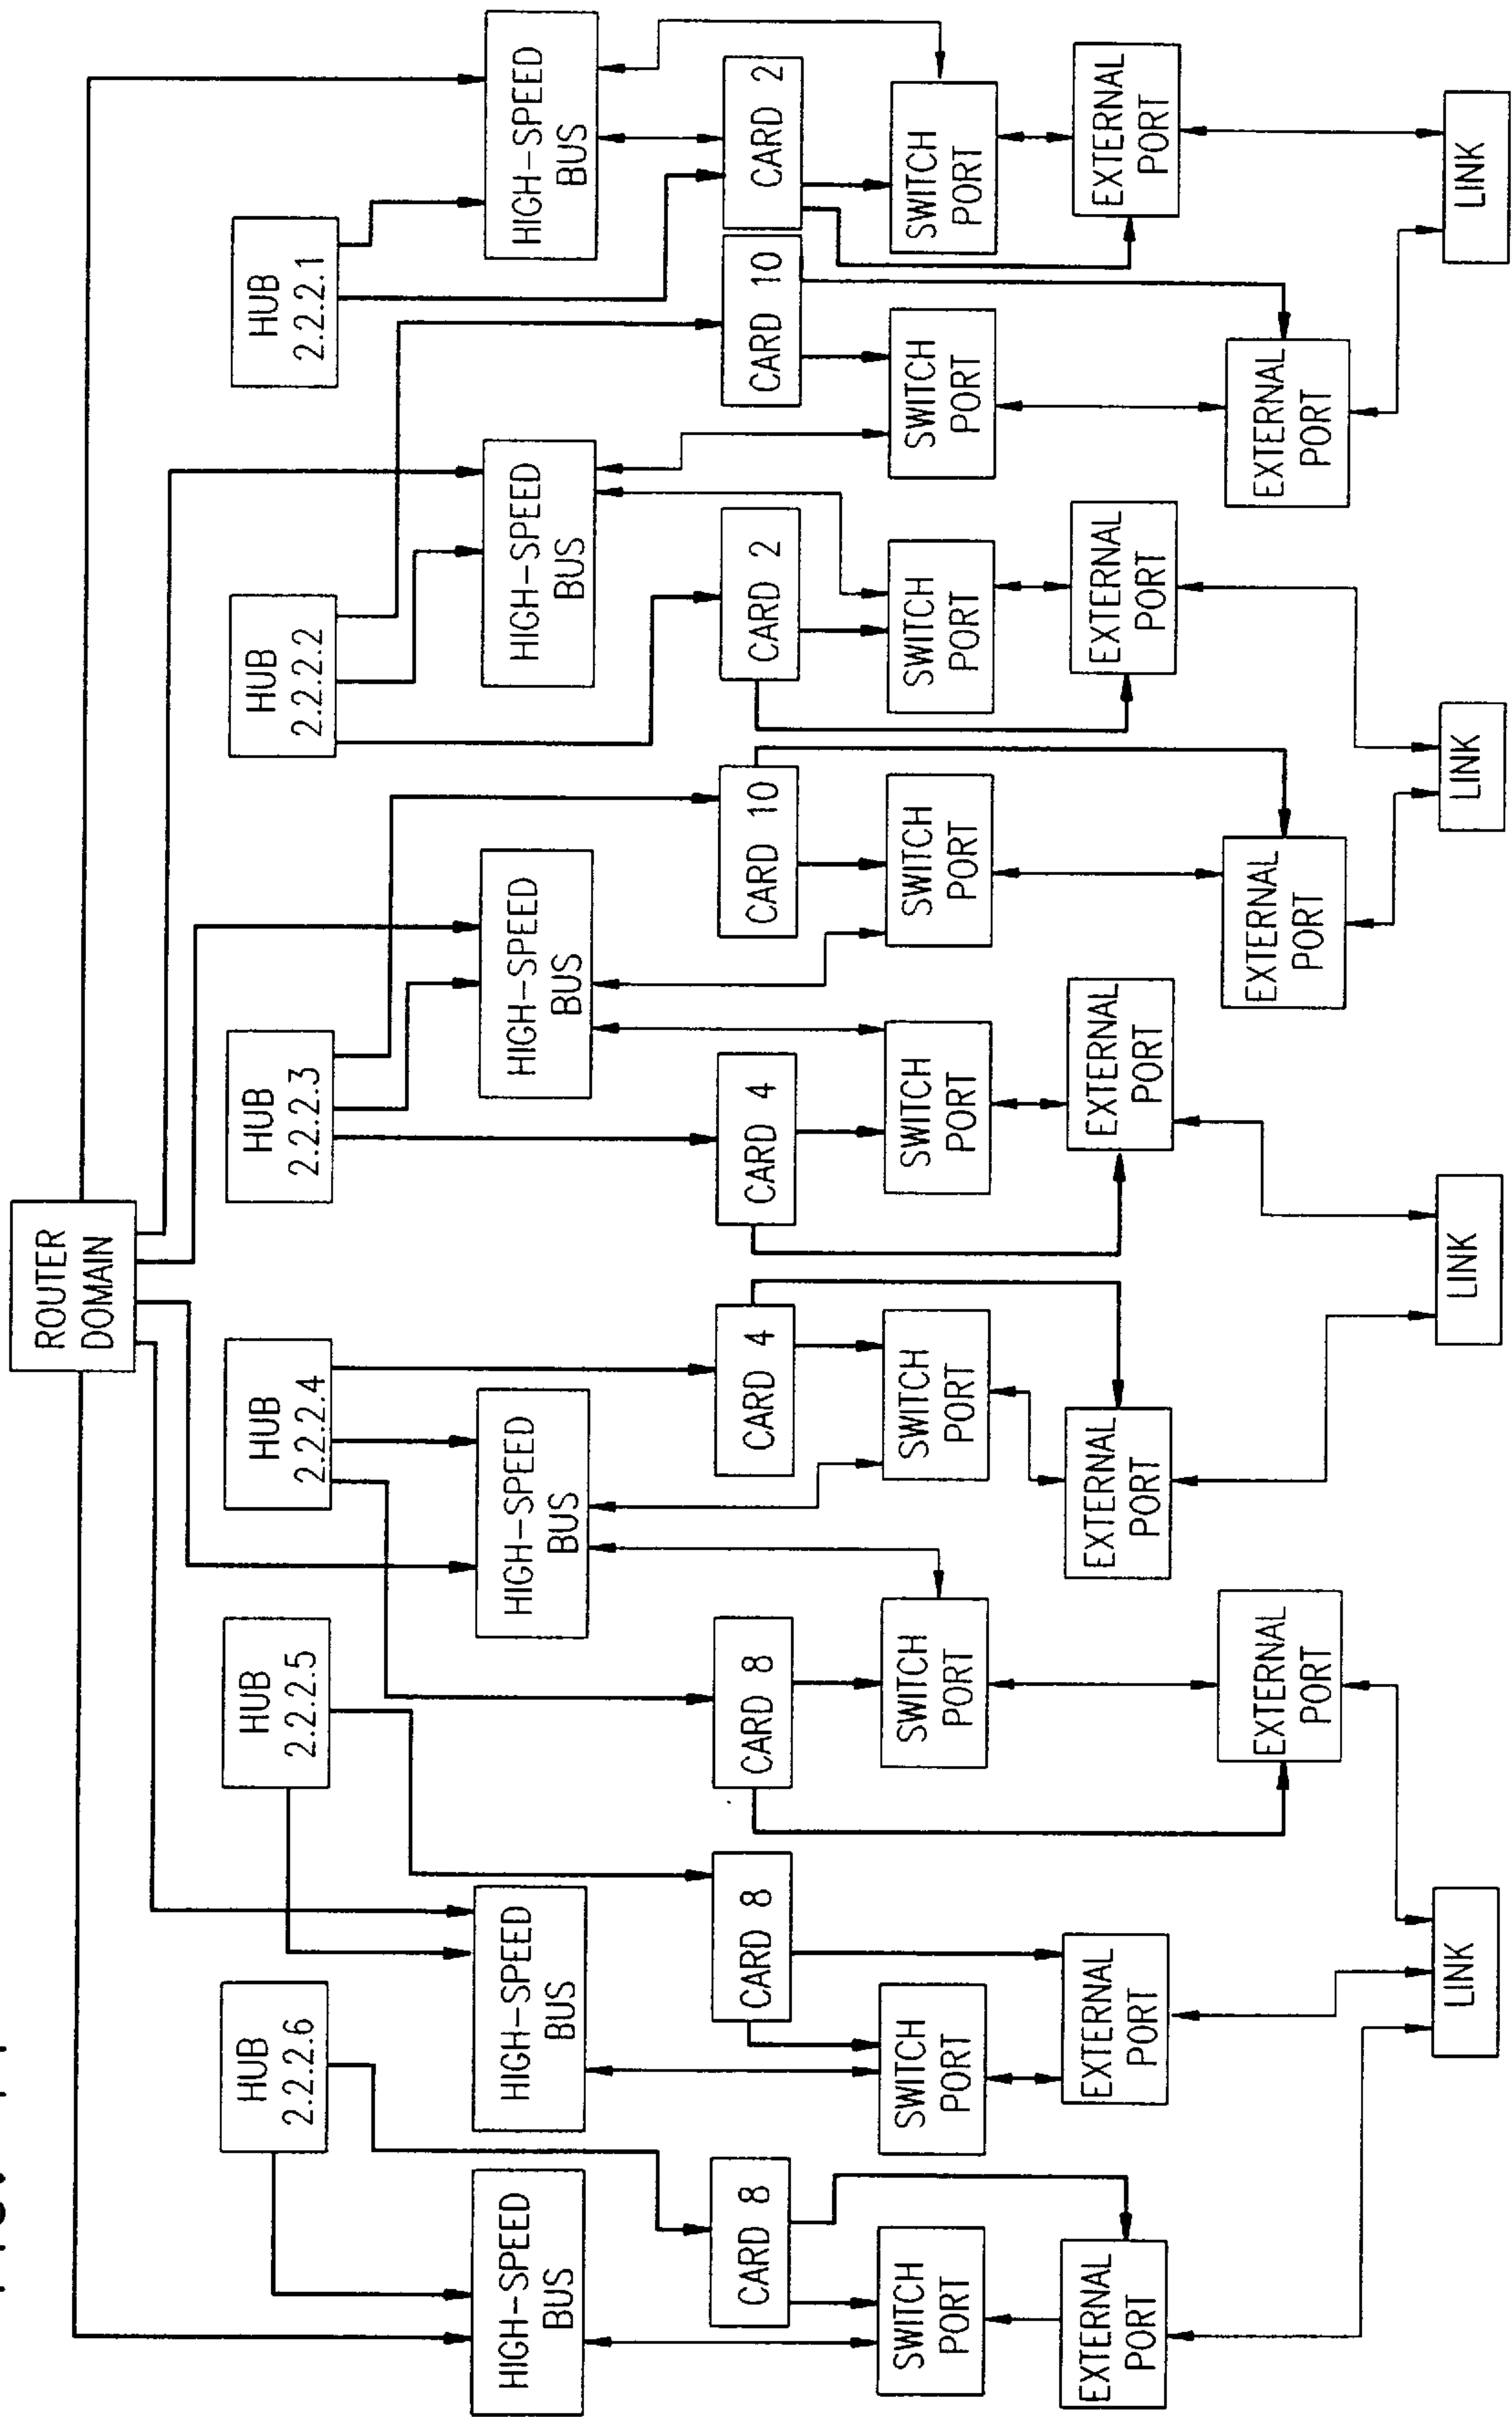 ROUTER
DOMAIN
HUB
2.2.2.6
HUB
2.2.2.5
HUB
2.2.2.4
HUB
2.2.2.3
HUB
2.2.2.2
HUB
2.2.2.1
HIGH-SPEED
BUS
HIGH-SPEED
BUS
HIGH-SPEED
BUS
HIGH-SPEED
BUS
HIGH-SPEED
BUS
HIGH-SPEED
BUS
CARD 8
CARD 8
CARD 8
CARD 4
CARD 4
CARD 10
CARD 2
CARD 10
CARD 2
SWITCH
PORT
SWITCH
PORT
SWITCH
PORT
SWITCH
PORT
SWITCH
PORT
SWITCH
PORT
SWITCH
PORT
SWITCH
PORT
SWITCH
PORT
EXTERNAL
PORT
EXTERNAL
PORT
EXTERNAL
PORT
EXTERNAL
PORT
EXTERNAL
PORT
EXTERNAL
PORT
EXTERNAL
PORT
EXTERNAL
PORT
EXTERNAL
PORT
LINK
LINK
LINK
LINK